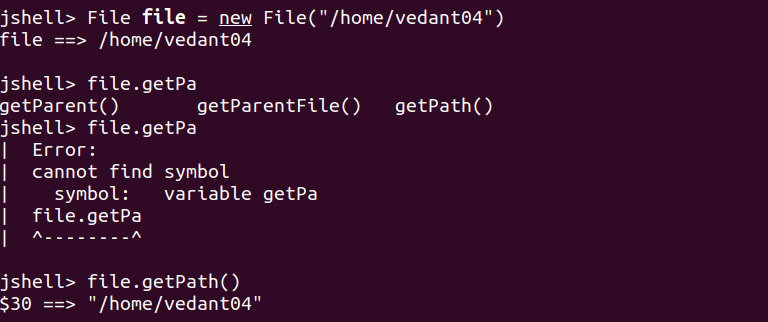 jshell> File file = new File("/home/vedant04")
file ==> /home/vedant04
jshell> file.getPa
getParent()       getParentFile()   getPath()
jshell> file.getPa
|  Error:
|  cannot find symbol
|    symbol:   variable getPa
|  file.getPa
|  ^--------^
jshell> file.getPath()
$30 ==> "/home/vedant04"